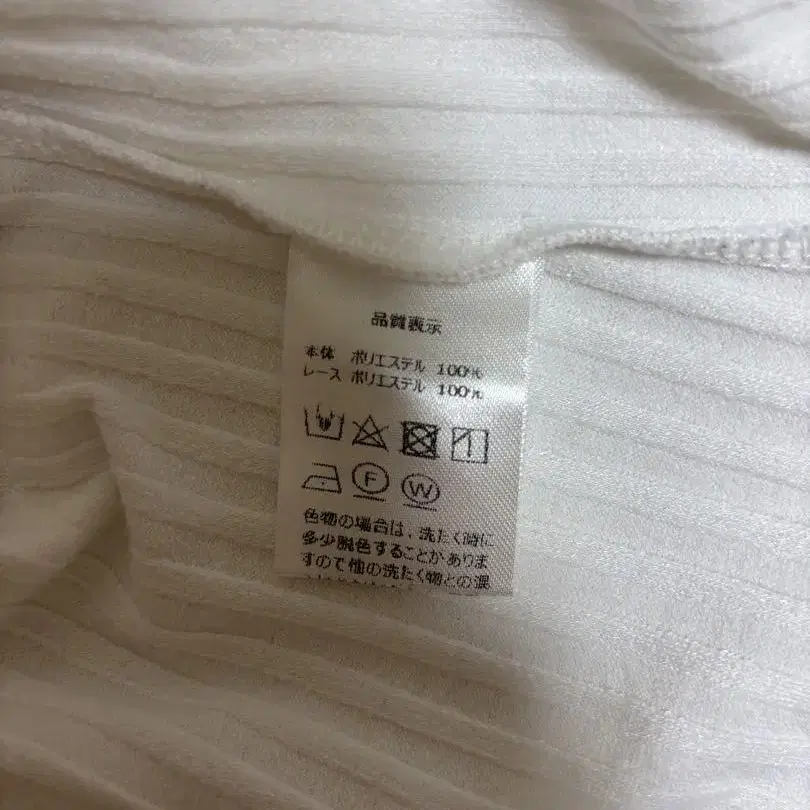 品質表示
本体 ポリエステル 100%
レース ポリエステル 100%
F W
色物の場合は、洗たく時に
多少脱色することがありま
すので他の洗たく物との混